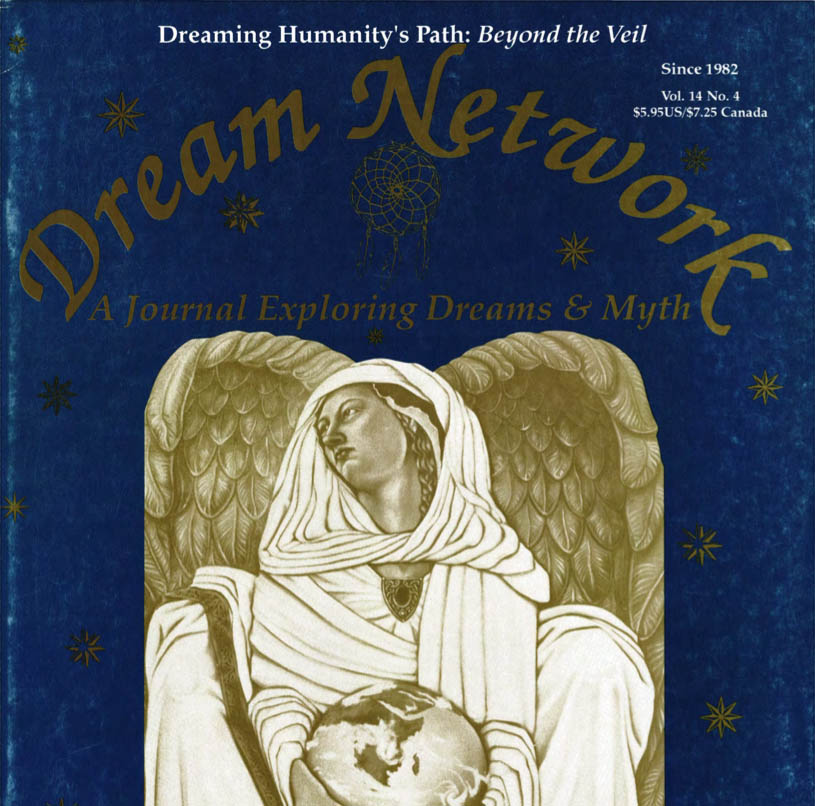 Dreaming Humanity's Path: Beyond the Veil
Since 1982
Vol. 14 No. 4
$5.95US/$7.25 Canada
Dream Network
A Journal Exploring Dreams & Myth